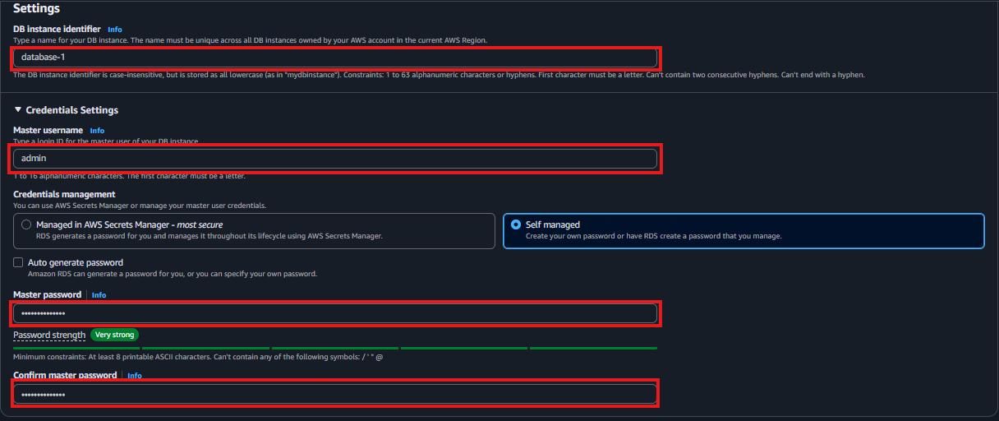 Settings
DB instance identifier Info
Type a name for your DB instance. The name must be unique across all DB instances owned by your AWS account in the current AWS Region.
database-1
The DB instance identifier is case-insensitive, but is stored as all lowercase (as in "mydbinstance"). Constraints: 1 to 63 alphanumeric characters or hyphens. First character must be a letter. Can't contain two consecutive hyphens. Can't end with a hyphen.
Credentials Settings
Master username Info
Type a login ID for the master user of your DB instance.
admin
1 to 16 alphanumeric characters. The first character must be a letter.
Credentials management
You can use AWS Secrets Manager or manage your master user credentials.
Managed in AWS Secrets Manager - most secure
RDS generates a password for you and manages it throughout its lifecycle using AWS Secrets Manager.
Self managed
Create your own password or have RDS create a password that you manage.
Auto generate password
Amazon RDS can generate a password for you, or you can specify your own password.
Master password Info
••••••••••••••
Password strength Very strong
Minimum constraints: At least 8 printable ASCII characters. Can't contain any of the following symbols: / ' " @
Confirm master password Info
••••••••••••••